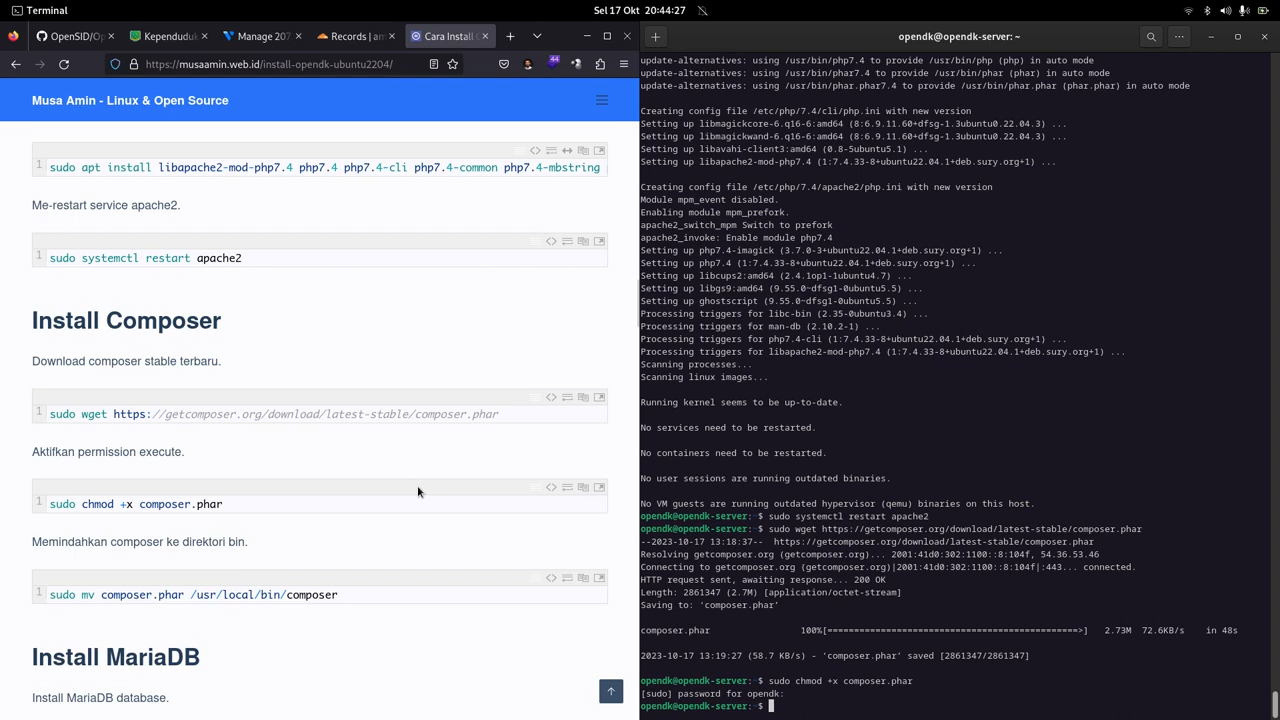 Terminal
Sel 17 Okt 20:44:27
OpenSID/Op
Kependuduk
Manage 207
Records | am
Cara Install O
https://musaamin.web.id/install-opendk-ubuntu2204/
Musa Amin - Linux & Open Source
1 sudo apt install libapache2-mod-php7.4 php7.4 php7.4-cli php7.4-common php7.4-mbstring
Me-restart service apache2.
1 sudo systemctl restart apache2
Install Composer
Download composer stable terbaru.
1 sudo wget https://getcomposer.org/download/latest-stable/composer.phar
Aktifkan permission execute.
1 sudo chmod +x composer.phar
Memindahkan composer ke direktori bin.
1 sudo mv composer.phar /usr/local/bin/composer
Install MariaDB
Install MariaDB database.
opendk@opendk-server: ~
update-alternatives: using /usr/bin/php7.4 to provide /usr/bin/php (php) in auto mode
update-alternatives: using /usr/bin/phar7.4 to provide /usr/bin/phar (phar) in auto mode
update-alternatives: using /usr/bin/phar.phar7.4 to provide /usr/bin/phar.phar (phar.phar) in auto mode
Creating config file /etc/php/7.4/cli/php.ini with new version
Setting up libmagickcore-6.q16-6:amd64 (8:6.9.11.60+dfsg-1.3ubuntu0.22.04.3) ...
Setting up libmagickwand-6.q16-6:amd64 (8:6.9.11.60+dfsg-1.3ubuntu0.22.04.3) ...
Setting up libavahi-client3:amd64 (0.8-5ubuntu5.1) ...
Setting up libapache2-mod-php7.4 (1:7.4.33-8+ubuntu22.04.1+deb.sury.org+1) ...
Creating config file /etc/php/7.4/apache2/php.ini with new version
Module mpm_event disabled.
Enabling module mpm_prefork.
apache2_switch_mpm Switch to prefork
apache2_invoke: Enable module php7.4
Setting up php7.4-imagick (3.7.0-3+ubuntu22.04.1+deb.sury.org+1) ...
Setting up php7.4 (1:7.4.33-8+ubuntu22.04.1+deb.sury.org+1) ...
Setting up libcups2:amd64 (2.4.1op1-1ubuntu4.7) ...
Setting up libgs9:amd64 (9.55.0~dfsg1-0ubuntu5.5) ...
Setting up ghostscript (9.55.0~dfsg1-0ubuntu5.5) ...
Processing triggers for libc-bin (2.35-0ubuntu3.4) ...
Processing triggers for man-db (2.10.2-1) ...
Processing triggers for php7.4-cli (1:7.4.33-8+ubuntu22.04.1+deb.sury.org+1) ...
Processing triggers for libapache2-mod-php7.4 (1:7.4.33-8+ubuntu22.04.1+deb.sury.org+1) ...
Scanning processes...
Scanning linux images...
Running kernel seems to be up-to-date.
No services need to be restarted.
No containers need to be restarted.
No user sessions are running outdated binaries.
No VM guests are running outdated hypervisor (qemu) binaries on this host.
opendk@opendk-server:~$ sudo systemctl restart apache2
opendk@opendk-server:~$ sudo wget https://getcomposer.org/download/latest-stable/composer.phar
--2023-10-17 13:18:37-- https://getcomposer.org/download/latest-stable/composer.phar
Resolving getcomposer.org (getcomposer.org)... 2001:41d0:302:1100::8:104f, 54.36.53.46
Connecting to getcomposer.org (getcomposer.org)|2001:41d0:302:1100::8:104f|:443... connected.
HTTP request sent, awaiting response... 200 OK
Length: 2861347 (2.7M) [application/octet-stream]
Saving to: ‘composer.phar’
composer.phar 100%[===============================================>] 2.73M 72.6KB/s in 48s
2023-10-17 13:19:27 (58.7 KB/s) - ‘composer.phar’ saved [2861347/2861347]
opendk@opendk-server:~$ sudo chmod +x composer.phar
[sudo] password for opendk:
opendk@opendk-server:~$